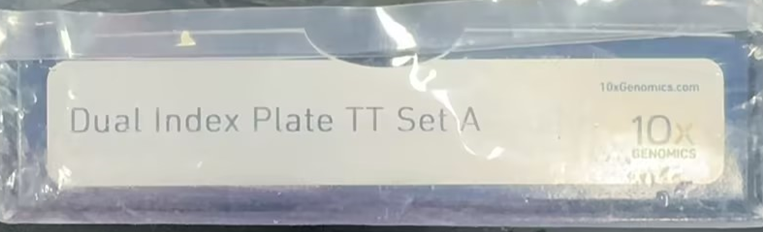 10xGenomics.com
Dual Index Plate TT Set A
10x
GENOMICS